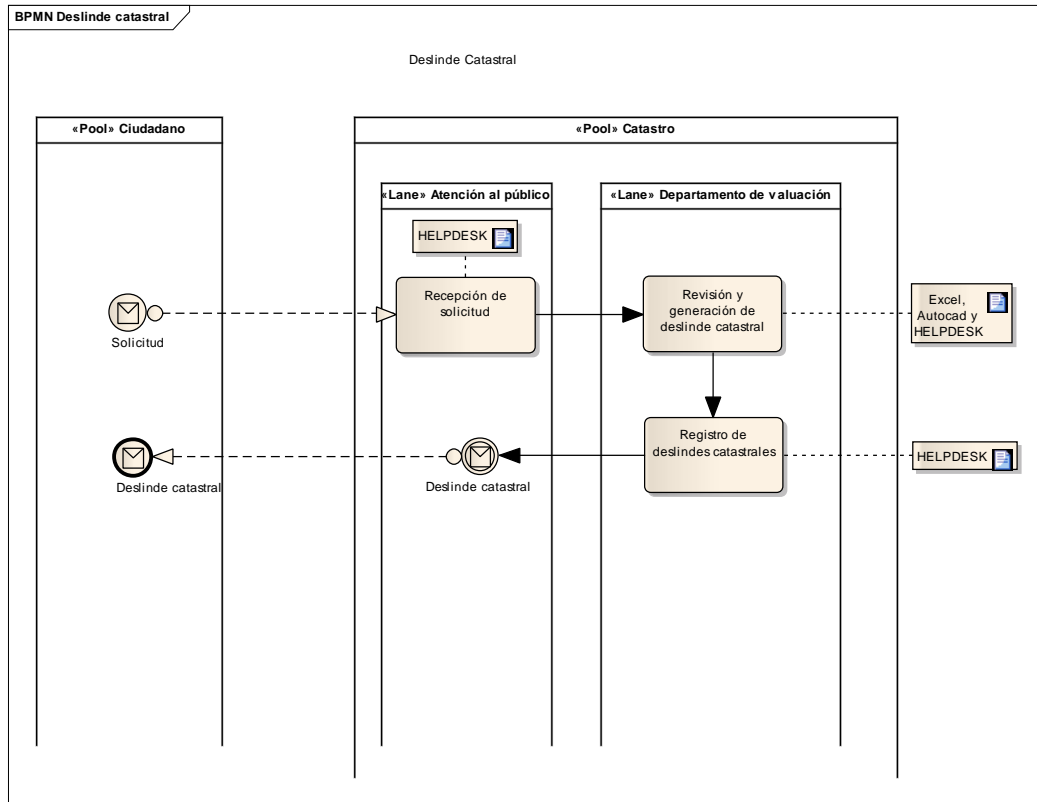 BPMN Deslinde catastral
Deslinde Catastral
«Pool» Ciudadano
«Pool» Catastro
«Lane» Atención al público
«Lane» Departamento de valuación
HELPDESK
Recepción de
solicitud
Revisión y
generación de
deslinde catastral
Excel,
Autocad y
HELPDESK
Solicitud
Registro de
deslindes catastrales
HELPDESK
Deslinde catastral
Deslinde catastral